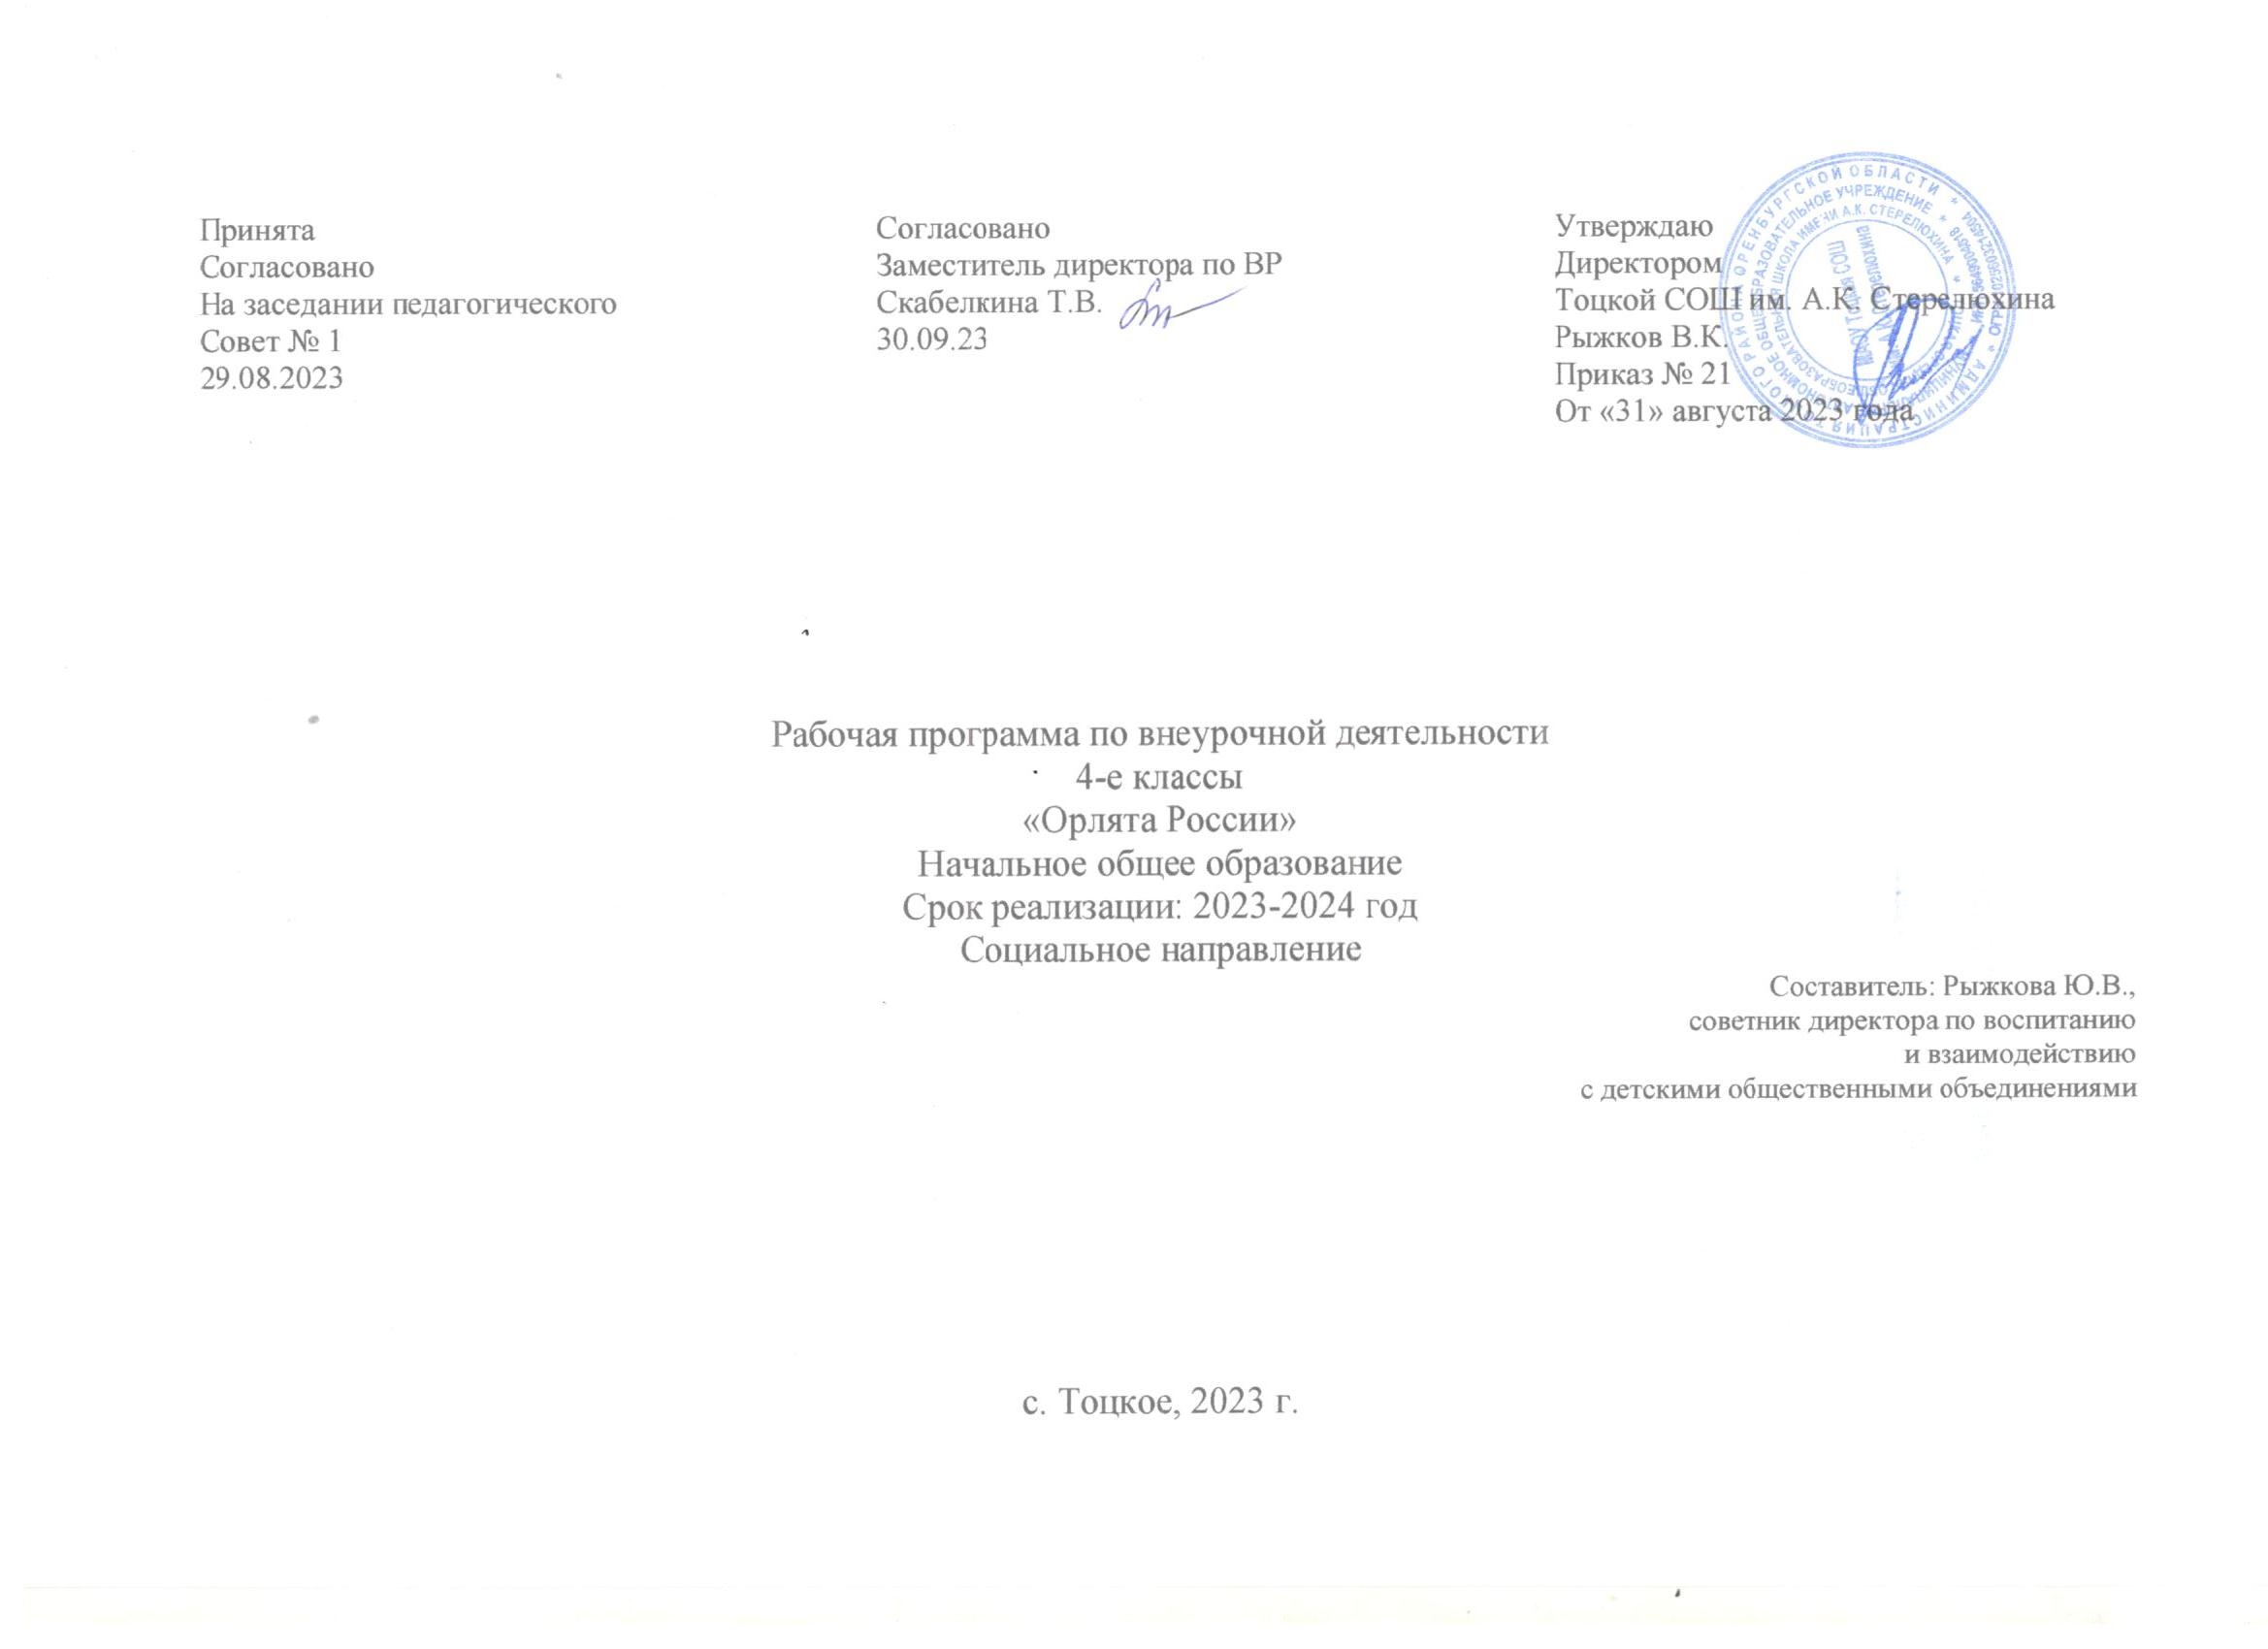 Принята
Согласовано
На заседании педагогического
Совет № 1
29.08.2023
Согласовано
Заместитель директора по ВР
Скабелкина Т.В.
30.09.23
Утверждаю
Директором
Тоцкой СОШ им. А.К. Стерелюхина
Рыжков В.К.
Приказ № 21
От «31» августа 2023 года
Рабочая программа по внеурочной деятельности
4-е классы
«Орлята России»
Начальное общее образование
Срок реализации: 2023-2024 год
Социальное направление
Составитель: Рыжкова Ю.В.,
советник директора по воспитанию
и взаимодействию
с детскими общественными объединениями
с. Тоцкое, 2023 г.